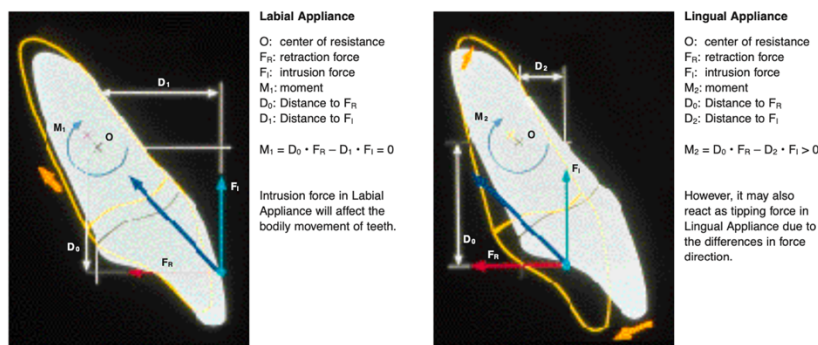 Labial Appliance
O: center of resistance
FR: retraction force
FI: intrusion force
M1: moment
D0: Distance to FR
D1: Distance to FI
M1 = D0 • FR – D1 • FI = 0
Intrusion force in Labial
Appliance will affect the
bodily movement of teeth.
D1
M1
O
FI
D0
FR
Lingual Appliance
O: center of resistance
FR: retraction force
FI: intrusion force
M2: moment
D0: Distance to FR
D2: Distance to FI
M2 = D0 • FR – D2 • FI > 0
However, it may also
react as tipping force in
Lingual Appliance due to
the differences in force
direction.
D2
M2
O
FI
D0
FR